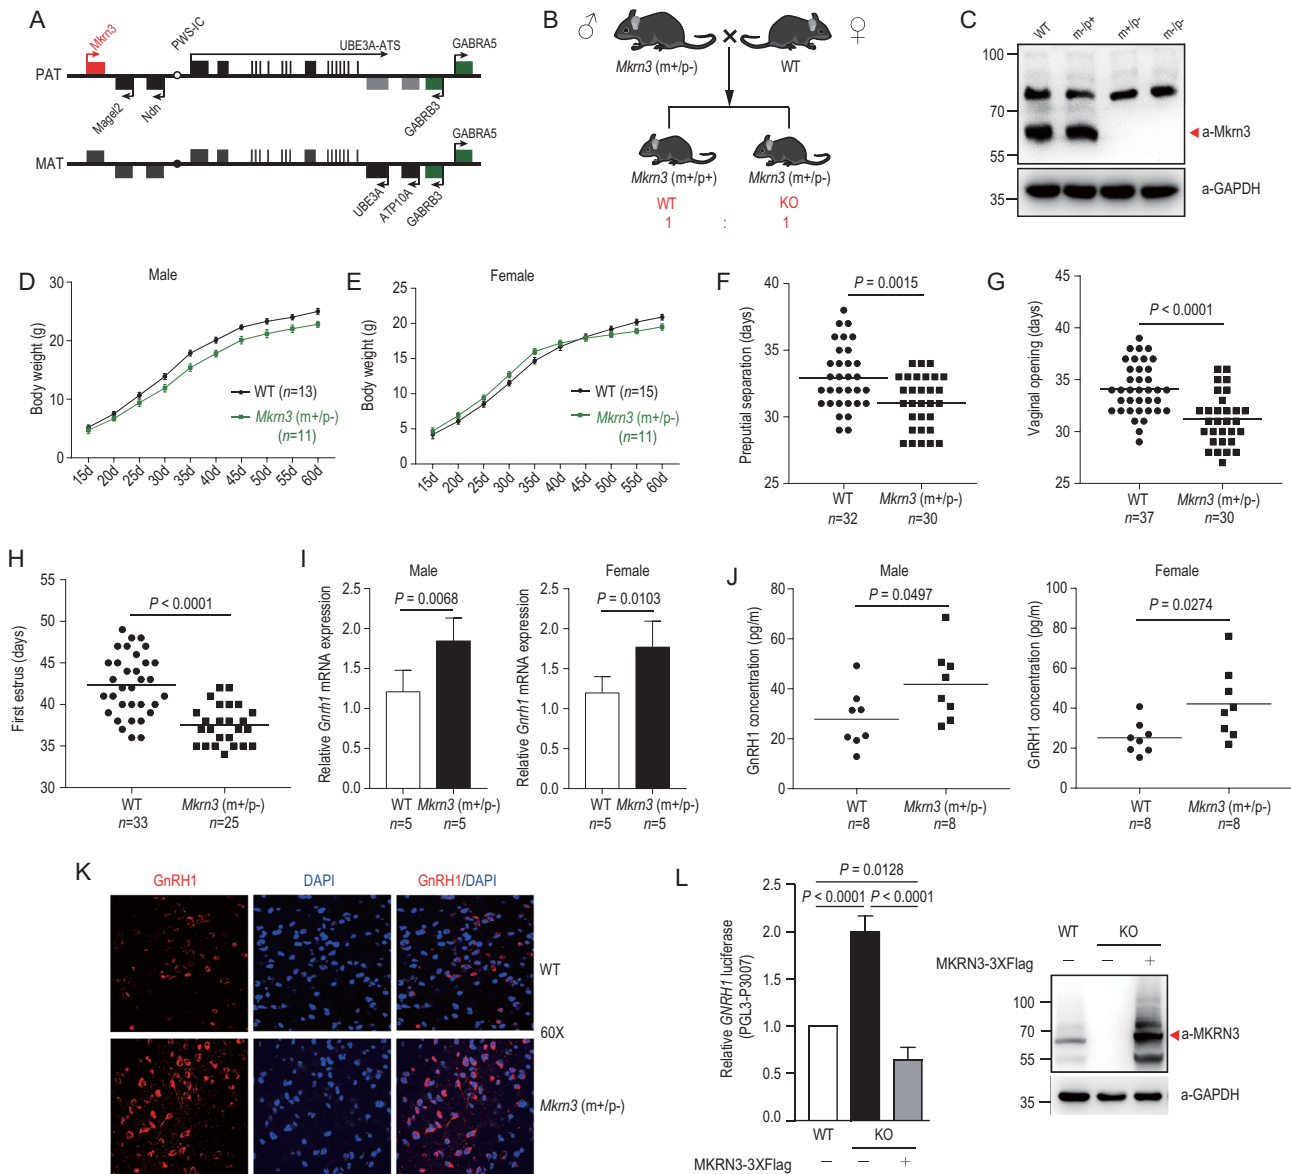 A
Mkrn3
PWS-IC
UBE3A-ATS
GABRA5
PAT
Magel2
Ndn
GABRB3
GABRA5
MAT
UBE3A
ATP10A
GABRB3
B
♂
♀
Mkrn3 (m+/p-)
×
WT
Mkrn3 (m+/p+)
Mkrn3 (m+/p-)
WT
KO
1 : 1
C
WT
m-/p+
m+/p-
m-/p-
100
70
55
a-Mkrn3
35
a-GAPDH
D
Male
Body weight (g)
30
20
10
0
WT (n=13)
Mkrn3 (m+/p-)
(n=11)
15d 20d 25d 30d 35d 40d 45d 50d 55d 60d
E
Female
Body weight (g)
25
20
15
10
5
0
WT (n=15)
Mkrn3 (m+/p-)
(n=11)
15d 20d 25d 30d 35d 40d 45d 50d 55d 60d
F
Preputial separation (days)
40
35
30
25
P = 0.0015
WT
n=32
Mkrn3 (m+/p-)
n=30
G
Vaginal opening (days)
45
40
35
30
25
P < 0.0001
WT
n=37
Mkrn3 (m+/p-)
n=30
H
First estrus (days)
55
50
45
40
35
30
P < 0.0001
WT
n=33
Mkrn3 (m+/p-)
n=25
I
Male
Relative Gnrh1 mRNA expression
2.5
2.0
1.5
1.0
0.5
0.0
P = 0.0068
WT
n=5
Mkrn3 (m+/p-)
n=5
Female
Relative Gnrh1 mRNA expression
2.5
2.0
1.5
1.0
0.5
0.0
P = 0.0103
WT
n=5
Mkrn3 (m+/p-)
n=5
J
Male
GnRH1 concentration (pg/m)
80
60
40
20
0
P = 0.0497
WT
n=8
Mkrn3 (m+/p-)
n=8
Female
GnRH1 concentration (pg/m)
80
60
40
20
0
P = 0.0274
WT
n=8
Mkrn3 (m+/p-)
n=8
K
GnRH1
DAPI
GnRH1/DAPI
WT
60X
Mkrn3 (m+/p-)
L
Relative GNRH1 luciferase
(PGL3-P3007)
2.5
2.0
1.5
1.0
0.5
0.0
P = 0.0128
P < 0.0001
< 0.0001
WT
KO
MKRN3-3XFlag
− − +
WT
KO
MKRN3-3XFlag
− − +
100
70
55
a-MKRN3
35
a-GAPDH